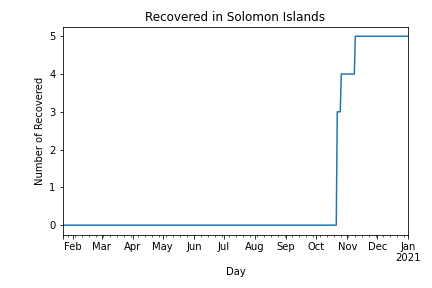 Recovered in Solomon Islands
Number of Recovered
5
4
3
2
1
0
Feb Mar Apr May Jun Jul Aug Sep Oct Nov Dec Jan
2021
Day